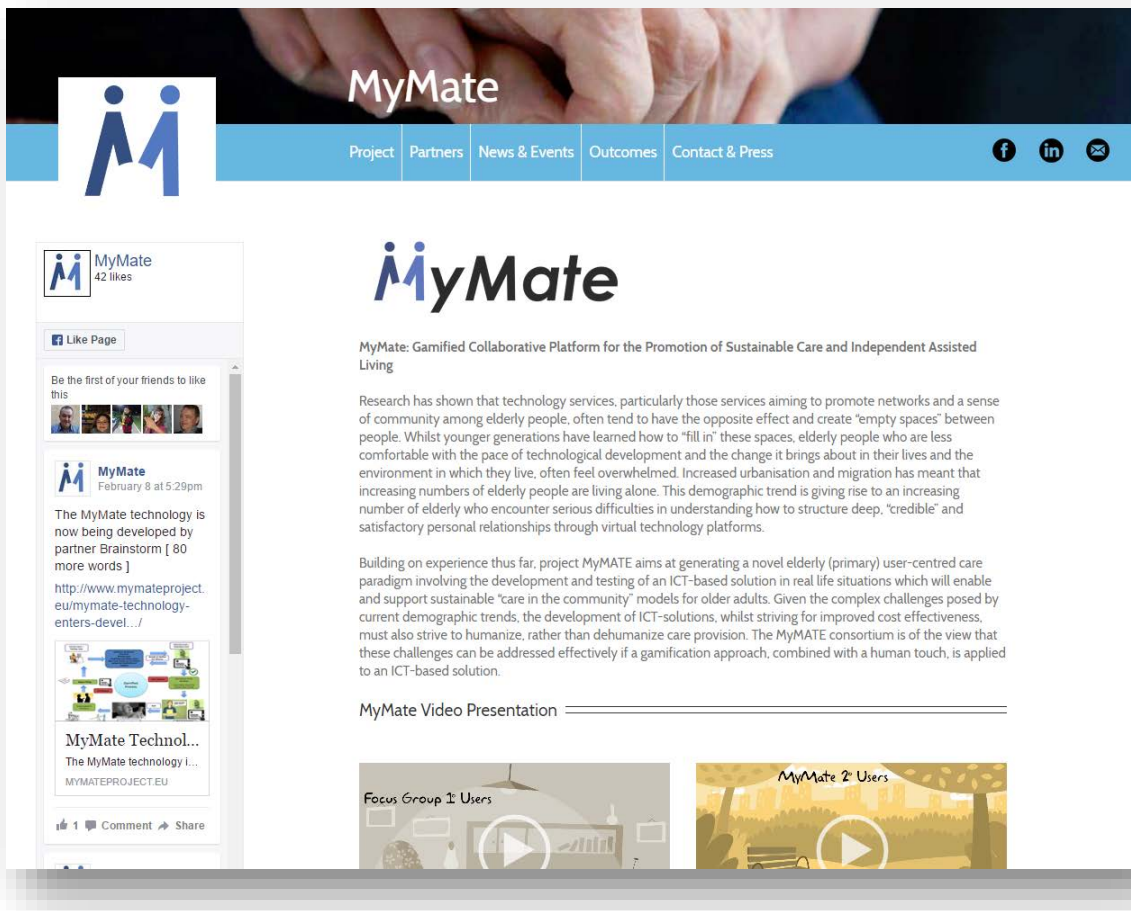 MyMate
Project
Partners
News & Events
Outcomes
Contact & Press
MyMate
42 likes
Like Page
Be the first of your friends to like
this
MyMate
February 8 at 5:29pm
The MyMate technology is
now being developed by
partner Brainstorm [ 80
more words ]
http://www.mymateproject.
eu/mymate-technology-
enters-devel…/
MyMate Technol...
The MyMate technology i...
MYMATEPROJECT.EU
1 Comment Share
MyMate
MyMate: Gamified Collaborative Platform for the Promotion of Sustainable Care and Independent Assisted
Living
Research has shown that technology services, particularly those services aiming to promote networks and a sense
of community among elderly people, often tend to have the opposite effect and create “empty spaces” between
people. Whilst younger generations have learned how to “fill in” these spaces, elderly people who are less
comfortable with the pace of technological development and the change it brings about in their lives and the
environment in which they live, often feel overwhelmed. Increased urbanisation and migration has meant that
increasing numbers of elderly people are living alone. This demographic trend is giving rise to an increasing
number of elderly who encounter serious difficulties in understanding how to structure deep, “credible” and
satisfactory personal relationships through virtual technology platforms.
Building on experience thus far, project MyMATE aims at generating a novel elderly (primary) user-centred care
paradigm involving the development and testing of an ICT-based solution in real life situations which will enable
and support sustainable “care in the community” models for older adults. Given the complex challenges posed by
current demographic trends, the development of ICT-solutions, whilst striving for improved cost effectiveness,
must also strive to humanize, rather than dehumanize care provision. The MyMATE consortium is of the view that
these challenges can be addressed effectively if a gamification approach, combined with a human touch, is applied
to an ICT-based solution.
MyMate Video Presentation
Focus Group 1º Users
MyMate 2º Users